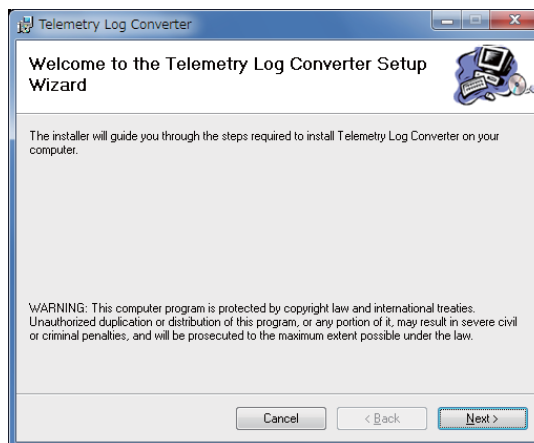 Telemetry Log Converter
Welcome to the Telemetry Log Converter Setup
Wizard
The installer will guide you through the steps required to install Telemetry Log Converter on your
computer.
WARNING: This computer program is protected by copyright law and international treaties.
Unauthorized duplication or distribution of this program, or any portion of it, may result in severe civil
or criminal penalties, and will be prosecuted to the maximum extent possible under the law.
Cancel < Back Next >